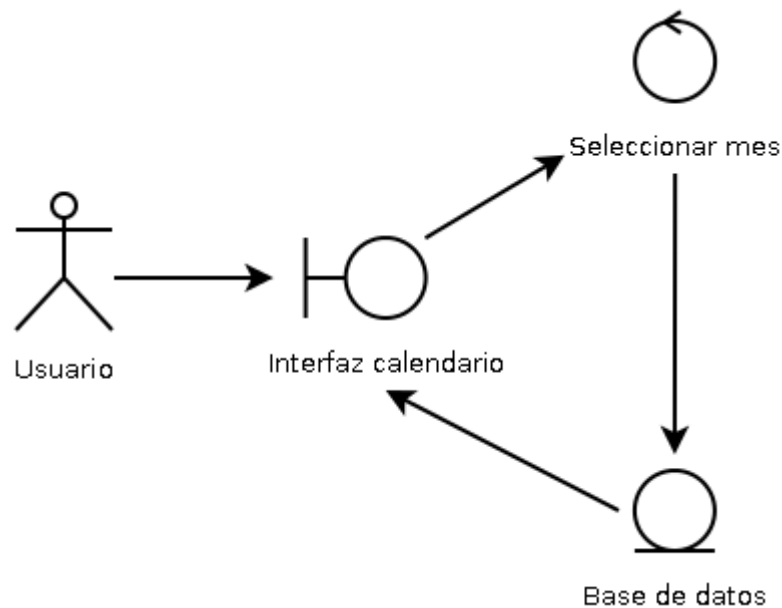 Seleccionar mes
Usuario
Interfaz calendario
Base de datos